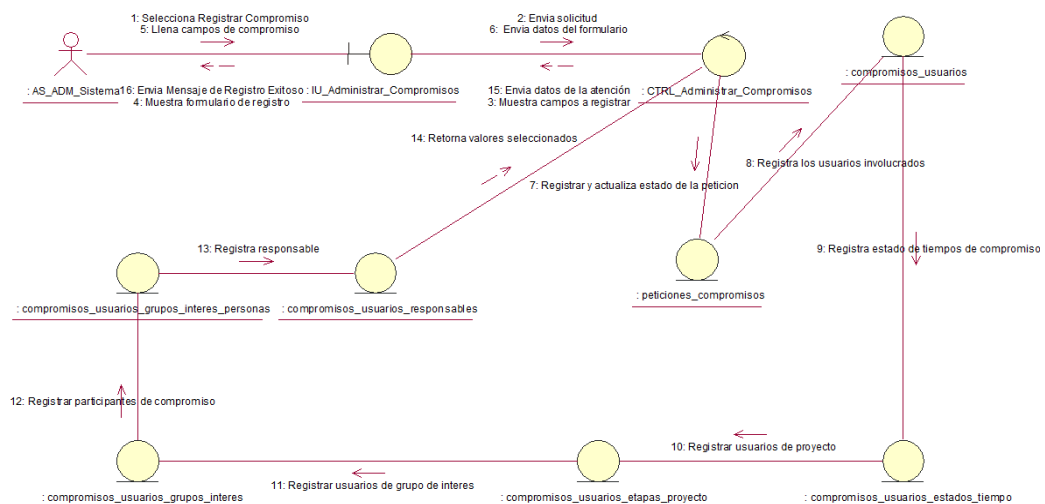 1: Selecciona Registrar Compromiso
5: Llena campos de compromiso
2: Envia solicitud
6: Envia datos del formulario
: compromisos_usuarios
: AS_ADM_Sistema
16: Envia Mensaje de Registro Exitoso
4: Muestra formulario de registro
: IU_Administrar_Compromisos
15: Envia datos de la atención
3: Muestra campos a registrar
: CTRL_Administrar_Compromisos
14: Retorna valores seleccionados
8: Registra los usuarios involucrados
7: Registrar y actualiza estado de la peticion
13: Registra responsable
9: Registra estado de tiempos de compromiso
: peticiones_compromisos
: compromisos_usuarios_grupos_interes_personas
: compromisos_usuarios_responsables
12: Registrar participantes de compromiso
10: Registrar usuarios de proyecto
11: Registrar usuarios de grupo de interes
: compromisos_usuarios_grupos_interes
: compromisos_usuarios_etapas_proyecto
: compromisos_usuarios_estados_tiempo